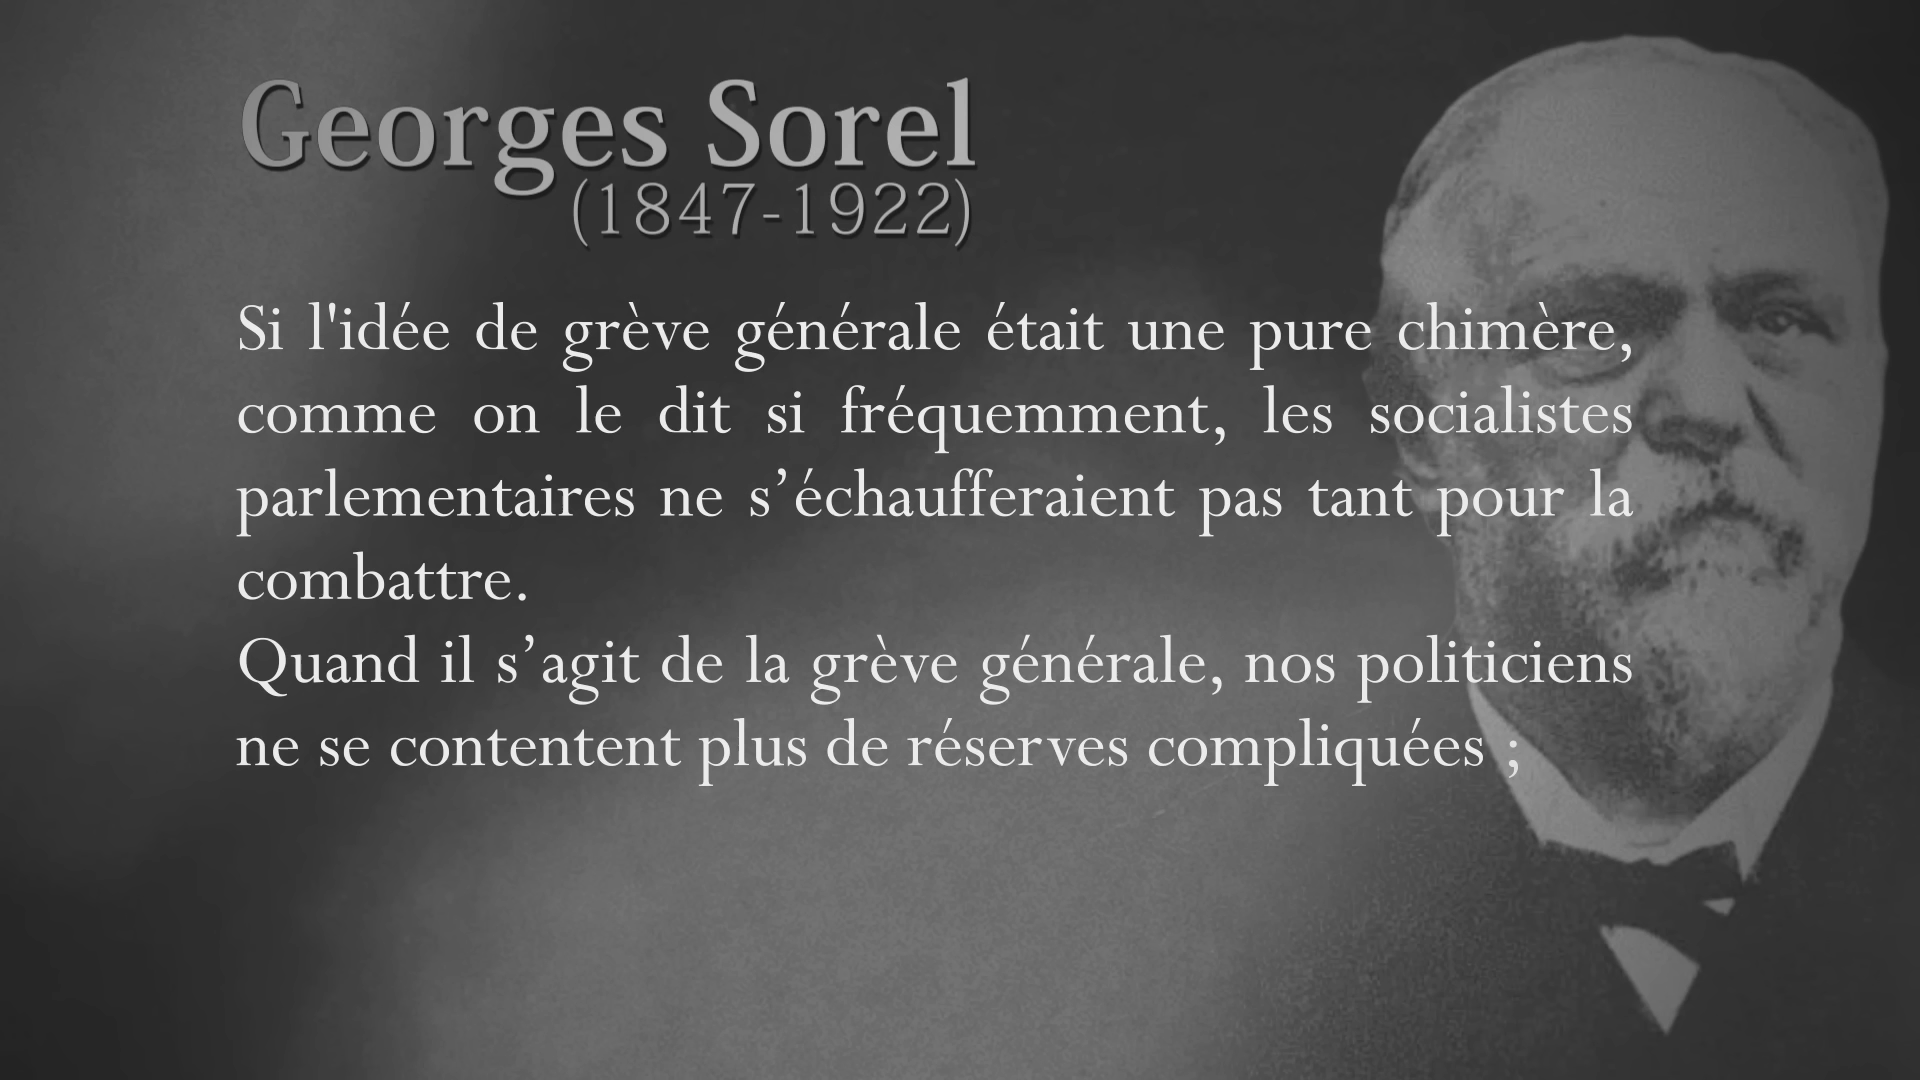 Georges Sorel
(1847-1922)
Si l'idée de grève générale était une pure chimère,
comme on le dit si fréquemment, les socialistes
parlementaires ne s’échaufferaient pas tant pour la
combattre.
Quand il s’agit de la grève générale, nos politiciens
ne se contentent plus de réserves compliquées ;